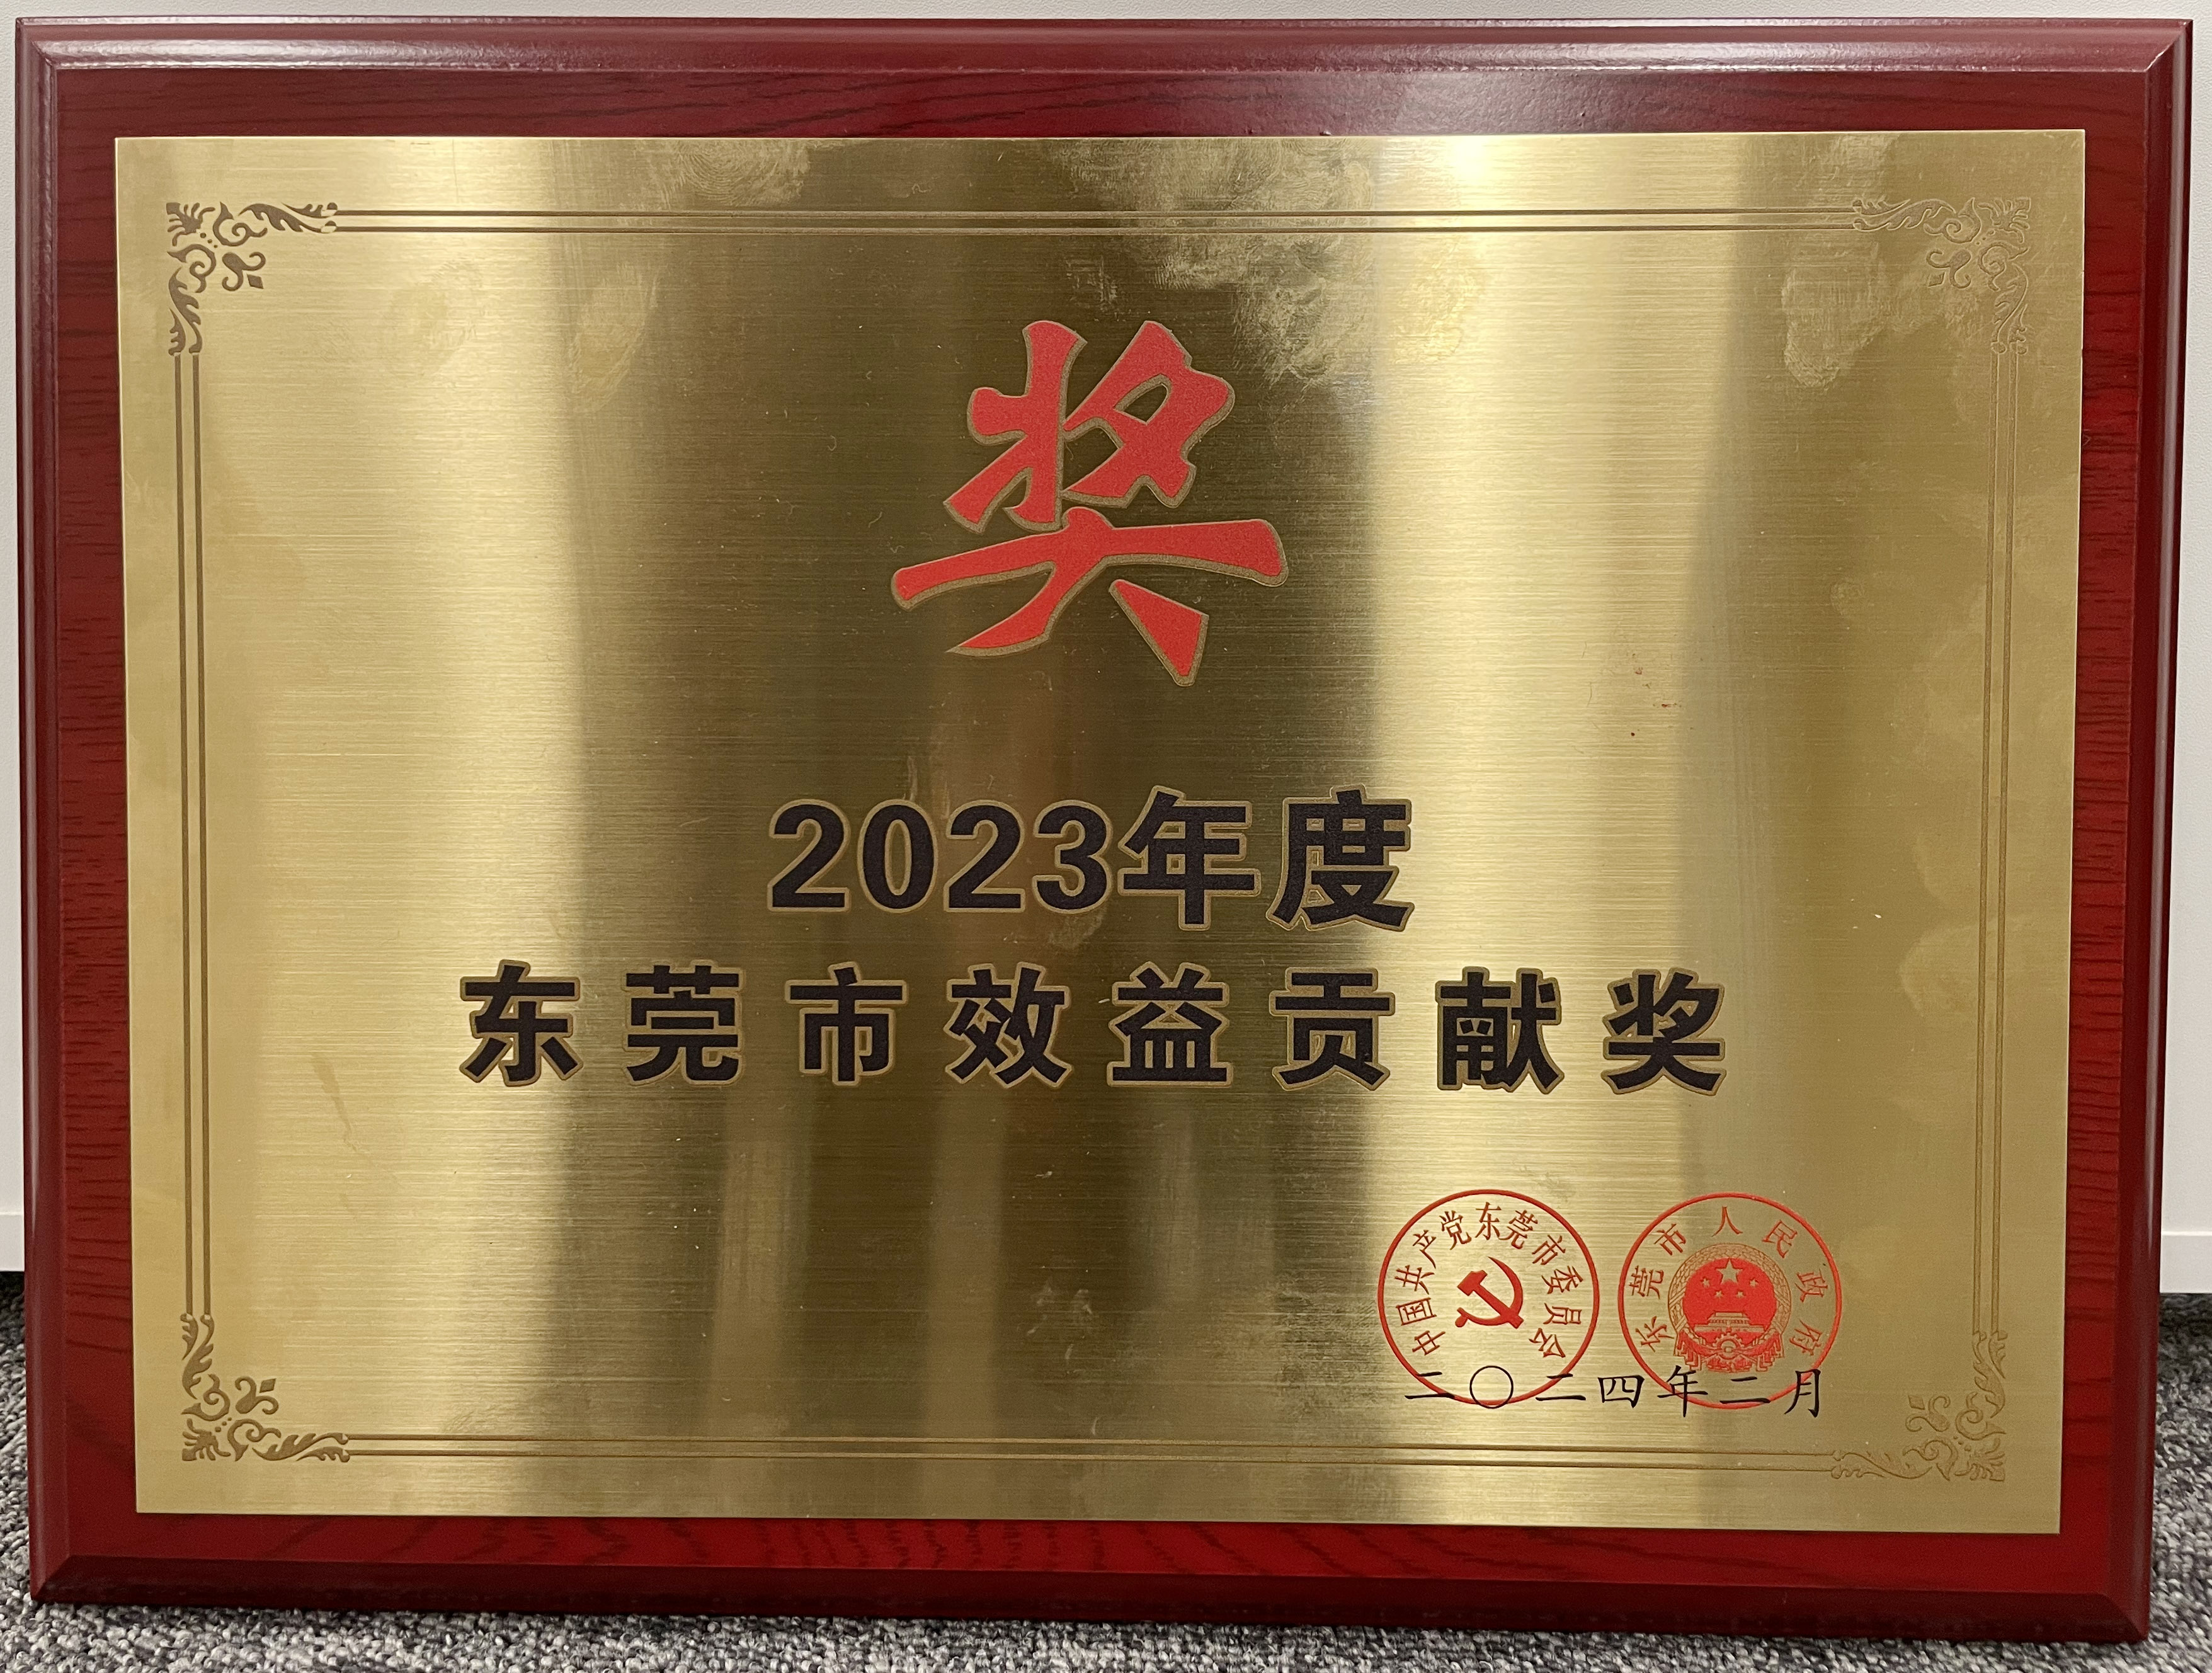 奖
2023年度
东莞市效益贡献奖
中国共产党东莞市委员会
东莞市人民政府
二〇二四年二月